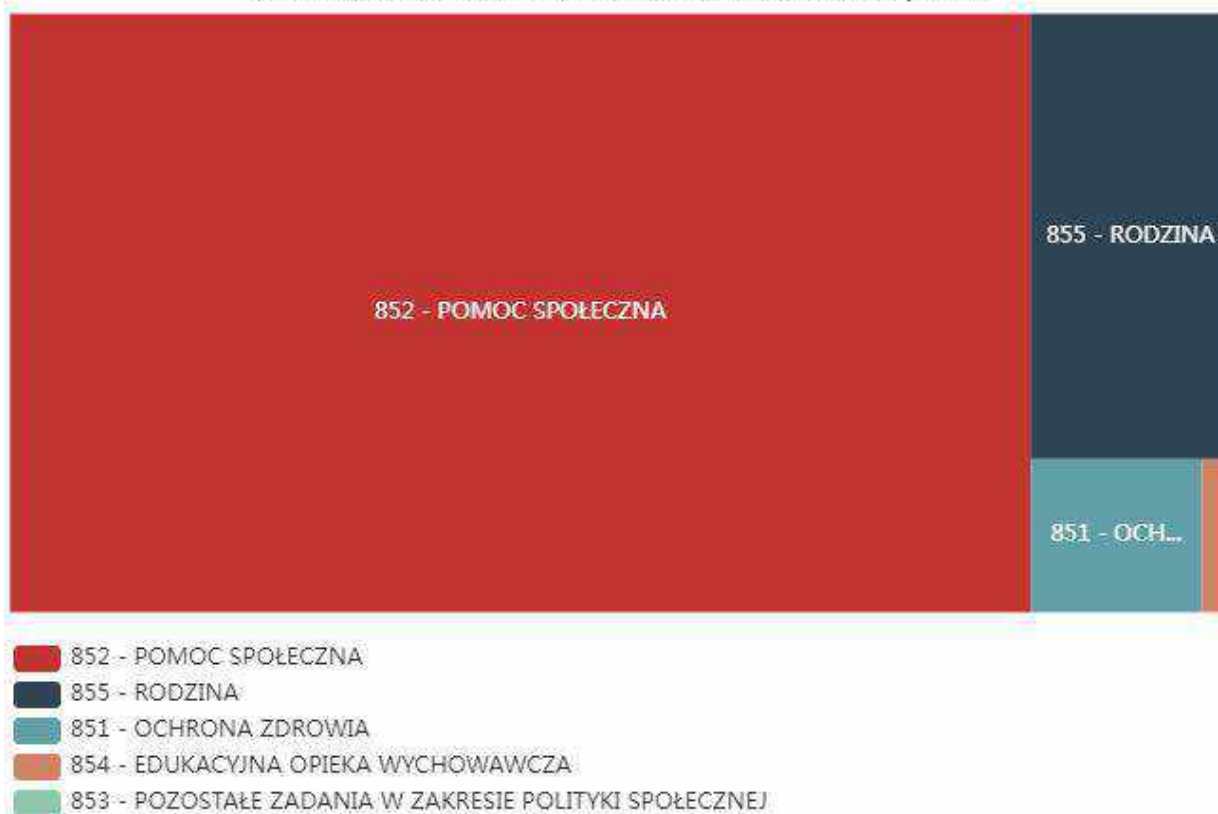 855 - RODZINA
852 - POMOC SPOŁECZNA
851 - OCH...
852 - POMOC SPOŁECZNA
855 - RODZINA
851 - OCHRONA ZDROWIA
854 - EDUKACYJNA OPIEKA WYCHOWAWCZA
853 - POZOSTAŁE ZADANIA W ZAKRESIE POLITYKI SPOŁECZNEJ